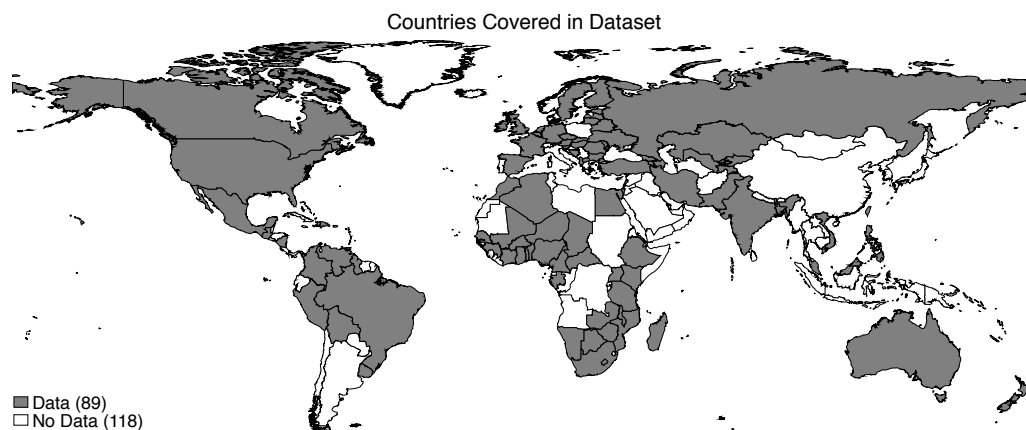 Countries Covered in Dataset
Data (89)
No Data (118)